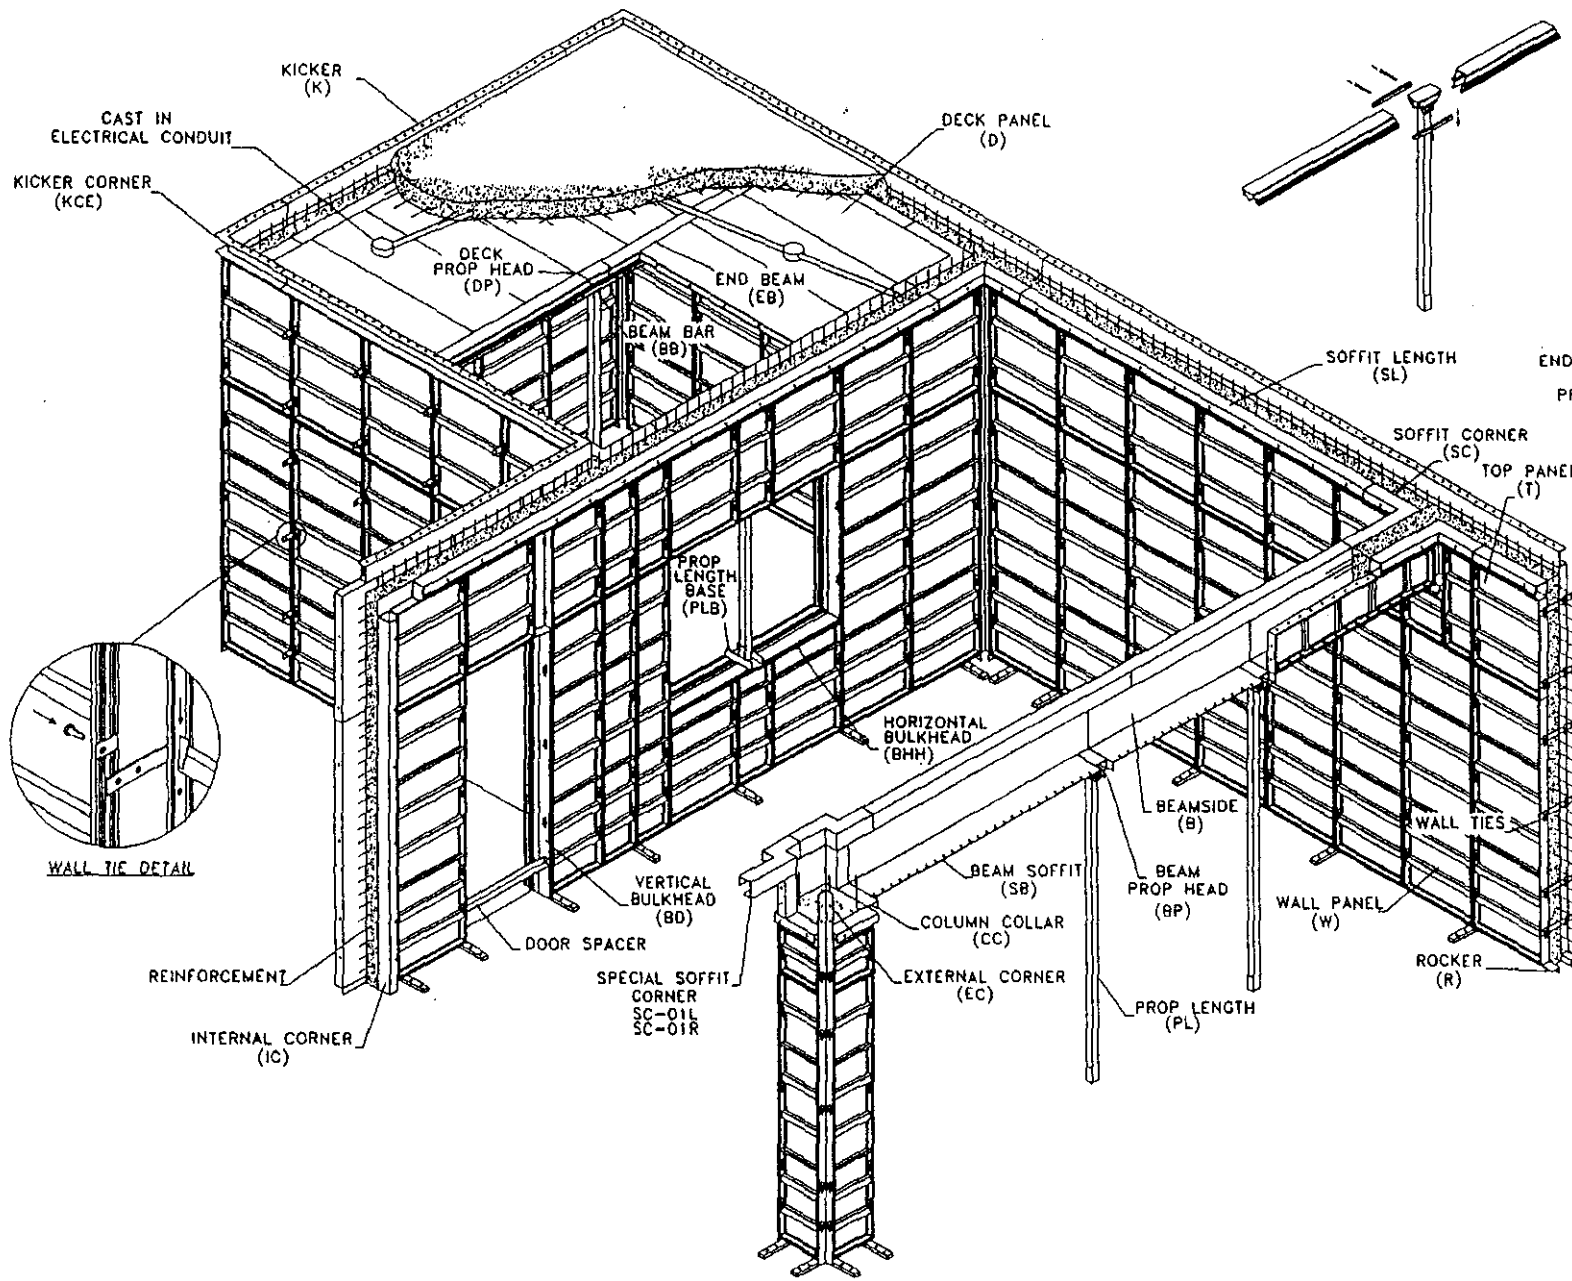 KICKER
(K)
CAST IN
ELECTRICAL CONDUIT
KICKER CORNER
(KCE)
DECK PANEL
(D)
DECK
PROP HEAD
(DP)
END BEAM
(EB)
BEAM BAR
(BB)
SOFFIT LENGTH
(SL)
END
SOFFIT CORNER
(SC)
TOP PANEL
(T)
PROP
LENGTH
BASE
(PLB)
HORIZONTAL
BULKHEAD
(BHH)
BEAMSIDE
(B)
WALL TIES
WALL TIE DETAIL
VERTICAL
BULKHEAD
(BD)
BEAM SOFFIT
(SB)
BEAM
PROP HEAD
(BP)
WALL PANEL
(W)
DOOR SPACER
COLUMN COLLAR
(CC)
ROCKER
(R)
REINFORCEMENT
SPECIAL SOFFIT
CORNER
SC-01L
SC-01R
EXTERNAL CORNER
(EC)
PROP LENGTH
(PL)
INTERNAL CORNER
(IC)